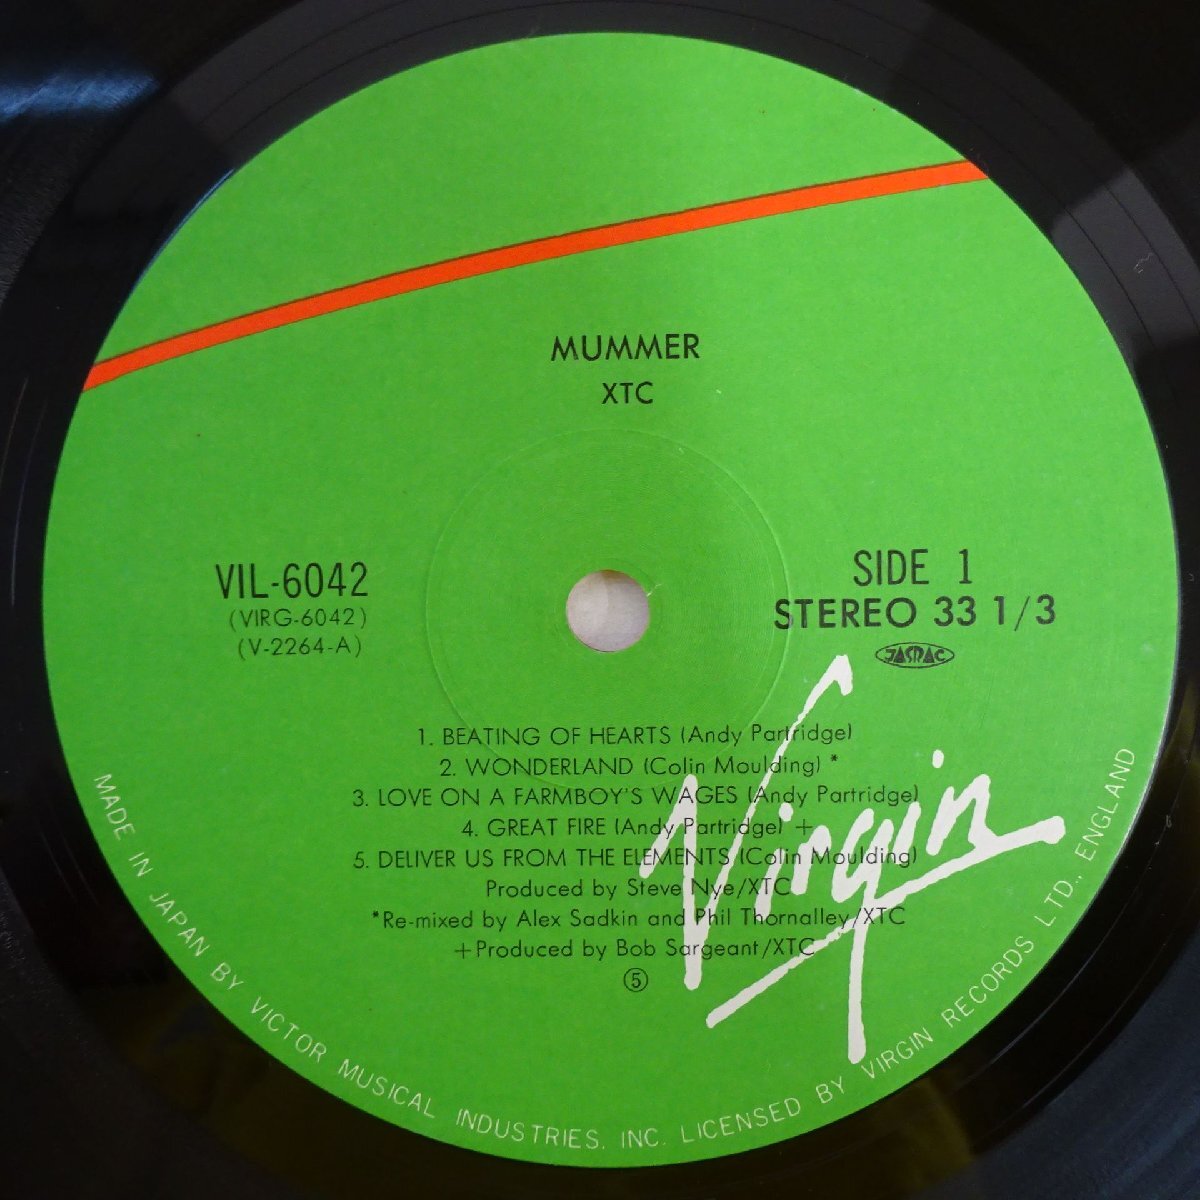 MUMMER
XTC
VIL-6042
(VIRG-6042)
(V-2264-A)
SIDE 1
STEREO 33 1/3
JASRAC
1. BEATING OF HEARTS (Andy Partridge)
2. WONDERLAND (Colin Moulding) *
3. LOVE ON A FARMBOY'S WAGES (Andy Partridge)
4. GREAT FIRE (Andy Partridge) +
5. DELIVER US FROM THE ELEMENTS (Colin Moulding)
Produced by Steve Nye/XTC
*Re-mixed by Alex Sadkin and Phil Thornalley/XTC
+Produced by Bob Sargeant/XTC
⑤
Virgin
MADE IN JAPAN BY VICTOR MUSICAL INDUSTRIES, INC. LICENSED BY VIRGIN RECORDS LTD., ENGLAND